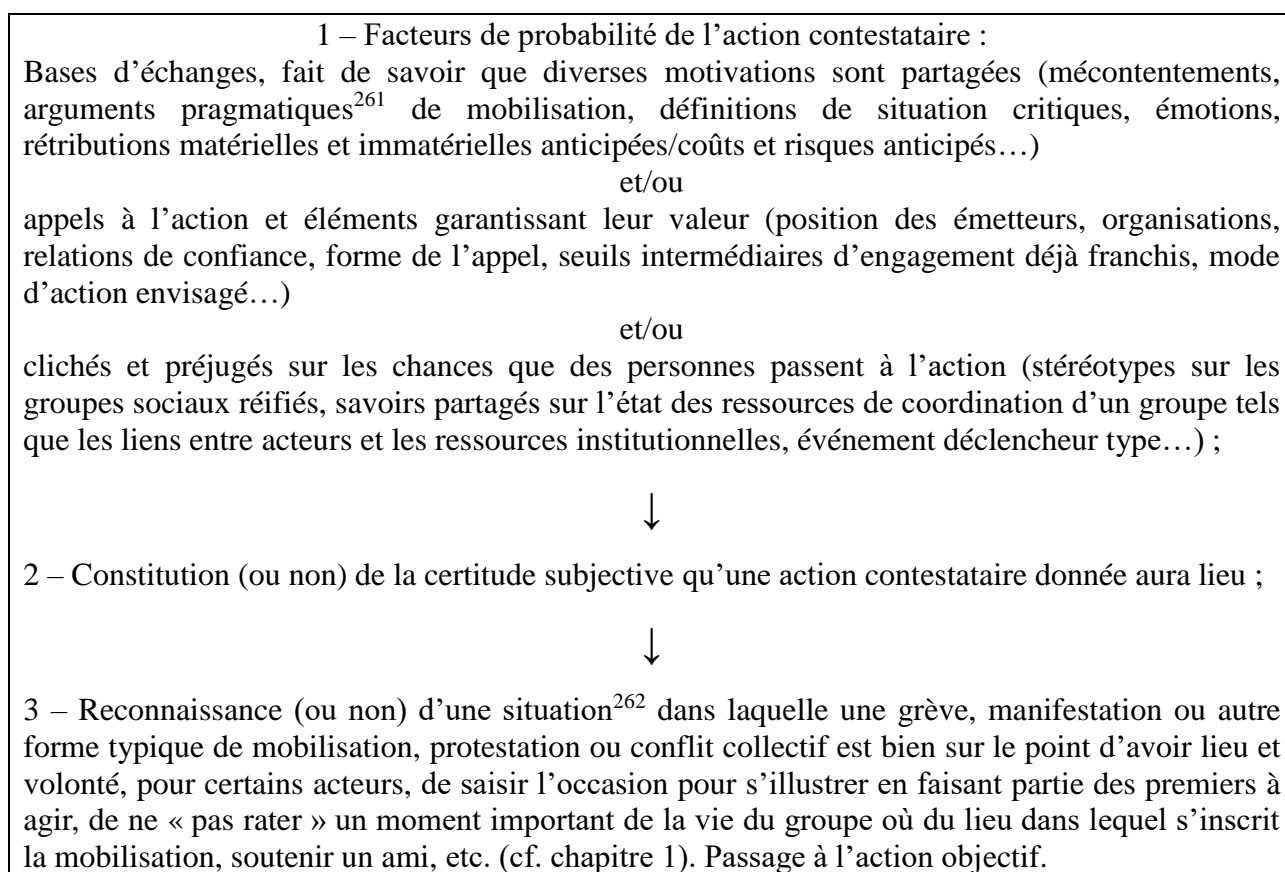 1 – Facteurs de probabilité de l’action contestataire :
Bases d’échanges, fait de savoir que diverses motivations sont partagées (mécontentements,
arguments pragmatiques261 de mobilisation, définitions de situation critiques, émotions,
rétributions matérielles et immatérielles anticipées/coûts et risques anticipés…)
et/ou
appels à l’action et éléments garantissant leur valeur (position des émetteurs, organisations,
relations de confiance, forme de l’appel, seuils intermédiaires d’engagement déjà franchis, mode
d’action envisagé…)
et/ou
clichés et préjugés sur les chances que des personnes passent à l’action (stéréotypes sur les
groupes sociaux réifiés, savoirs partagés sur l’état des ressources de coordination d’un groupe tels
que les liens entre acteurs et les ressources institutionnelles, événement déclencheur type…) ;
↓
2 – Constitution (ou non) de la certitude subjective qu’une action contestataire donnée aura lieu ;
↓
3 – Reconnaissance (ou non) d’une situation262 dans laquelle une grève, manifestation ou autre
forme typique de mobilisation, protestation ou conflit collectif est bien sur le point d’avoir lieu et
volonté, pour certains acteurs, de saisir l’occasion pour s’illustrer en faisant partie des premiers à
agir, de ne « pas rater » un moment important de la vie du groupe où du lieu dans lequel s’inscrit
la mobilisation, soutenir un ami, etc. (cf. chapitre 1). Passage à l’action objectif.